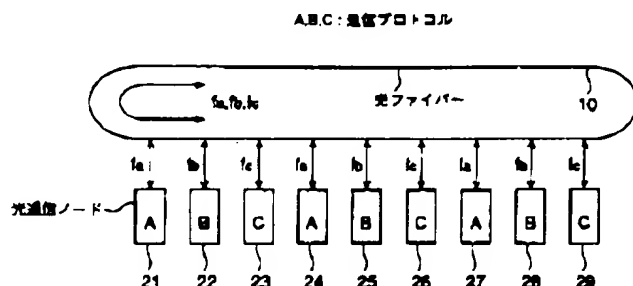 A,B,C：通信プロトコル
fa,fb,fc
光ファイバー
10
fa fb fc fa fb fc fa fb fc
光通信ノード
A B C A B C A B C
21 22 23 24 25 26 27 28 29